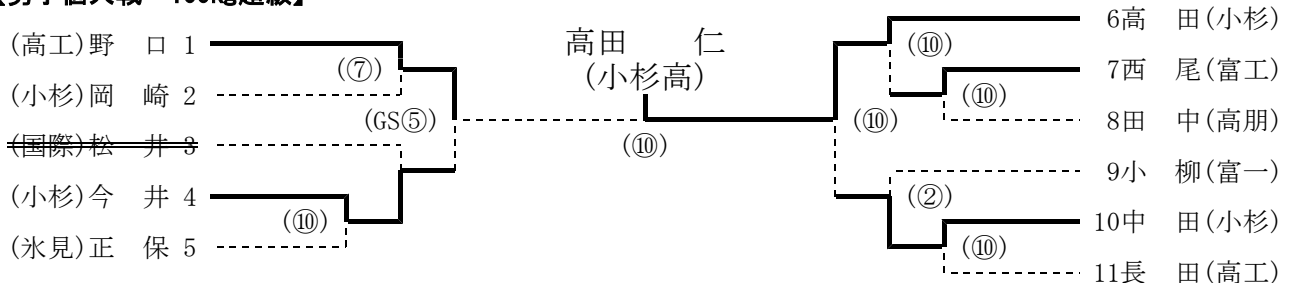 【男子個人戦 100kg超級】
(高工)野 口 1
(小杉)岡 崎 2
(国際)松 井 3
(小杉)今 井 4
(氷見)正 保 5
(⑦)
(GS⑤)
(⑩)
高田 仁
(小杉高)
(⑩)
(⑩)
(⑩)
(⑩)
(②)
(⑩)
6高 田(小杉)
7西 尾(富工)
8田 中(高朋)
9小 柳(富一)
10中 田(小杉)
11長 田(高工)